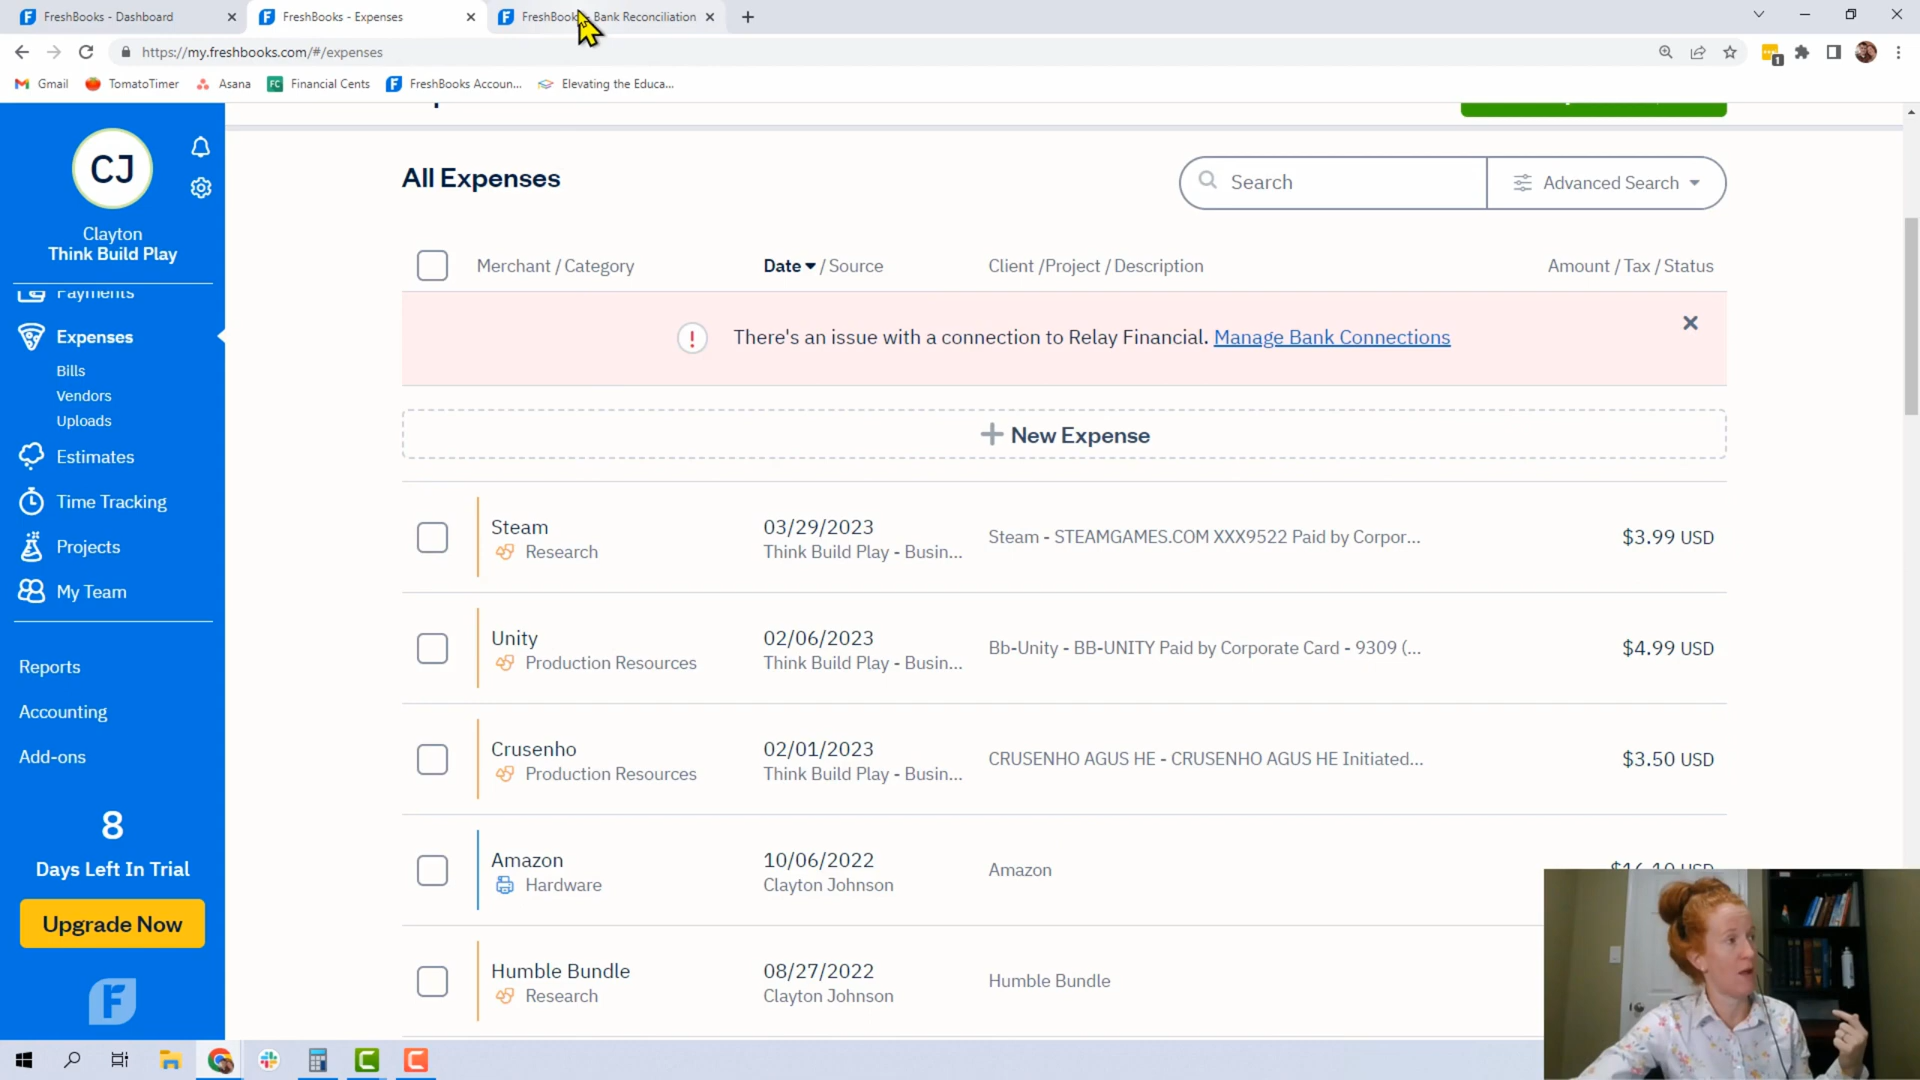 FreshBooks - Dashboard
FreshBooks - Expenses
FreshBooks - Bank Reconciliation
https://my.freshbooks.com/#/expenses
1
Gmail
TomatoTimer
Asana
FC Financial Cents
FreshBooks Accoun...
Elevating the Educa...
CJ
Clayton
Think Build Play
Payments
Expenses
Bills
Vendors
Uploads
Estimates
Time Tracking
Projects
My Team
Reports
Accounting
Add-ons
8
Days Left In Trial
Upgrade Now
All Expenses
Search
Advanced Search
Merchant / Category
Date / Source
Client /Project / Description
Amount / Tax / Status
There's an issue with a connection to Relay Financial. Manage Bank Connections
New Expense
Steam
Research
03/29/2023
Think Build Play - Busin...
Steam - STEAMGAMES.COM XXX9522 Paid by Corpor...
$3.99 USD
Unity
Production Resources
02/06/2023
Think Build Play - Busin...
Bb-Unity - BB-UNITY Paid by Corporate Card - 9309 (...
$4.99 USD
Crusenho
Production Resources
02/01/2023
Think Build Play - Busin...
CRUSENHO AGUS HE - CRUSENHO AGUS HE Initiated...
$3.50 USD
Amazon
Hardware
10/06/2022
Clayton Johnson
Amazon
$16.10 USD
Humble Bundle
Research
08/27/2022
Clayton Johnson
Humble Bundle